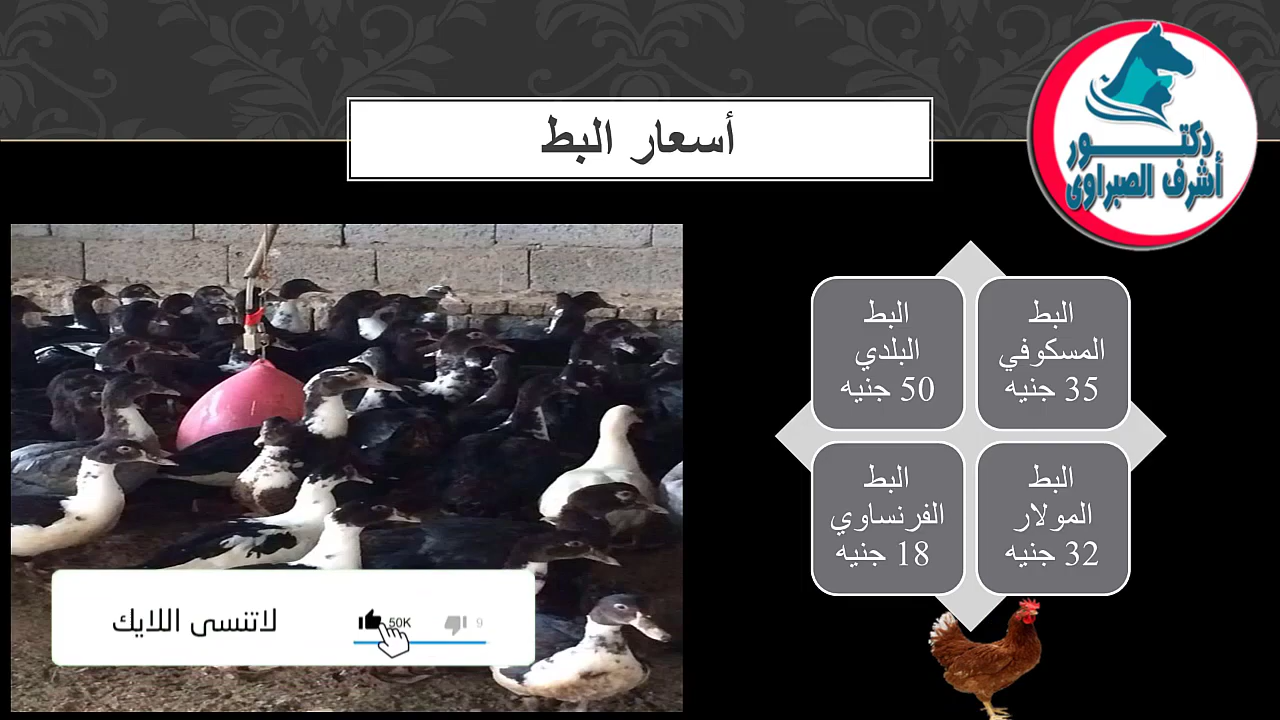 أسعار البط
دكتور
أشرف الصبراوى
البط
المسكوفي
35 جنيه
البط
البلدي
50 جنيه
البط
المولار
32 جنيه
البط
الفرنساوي
18 جنيه
لاتنسى اللايك
50K
9